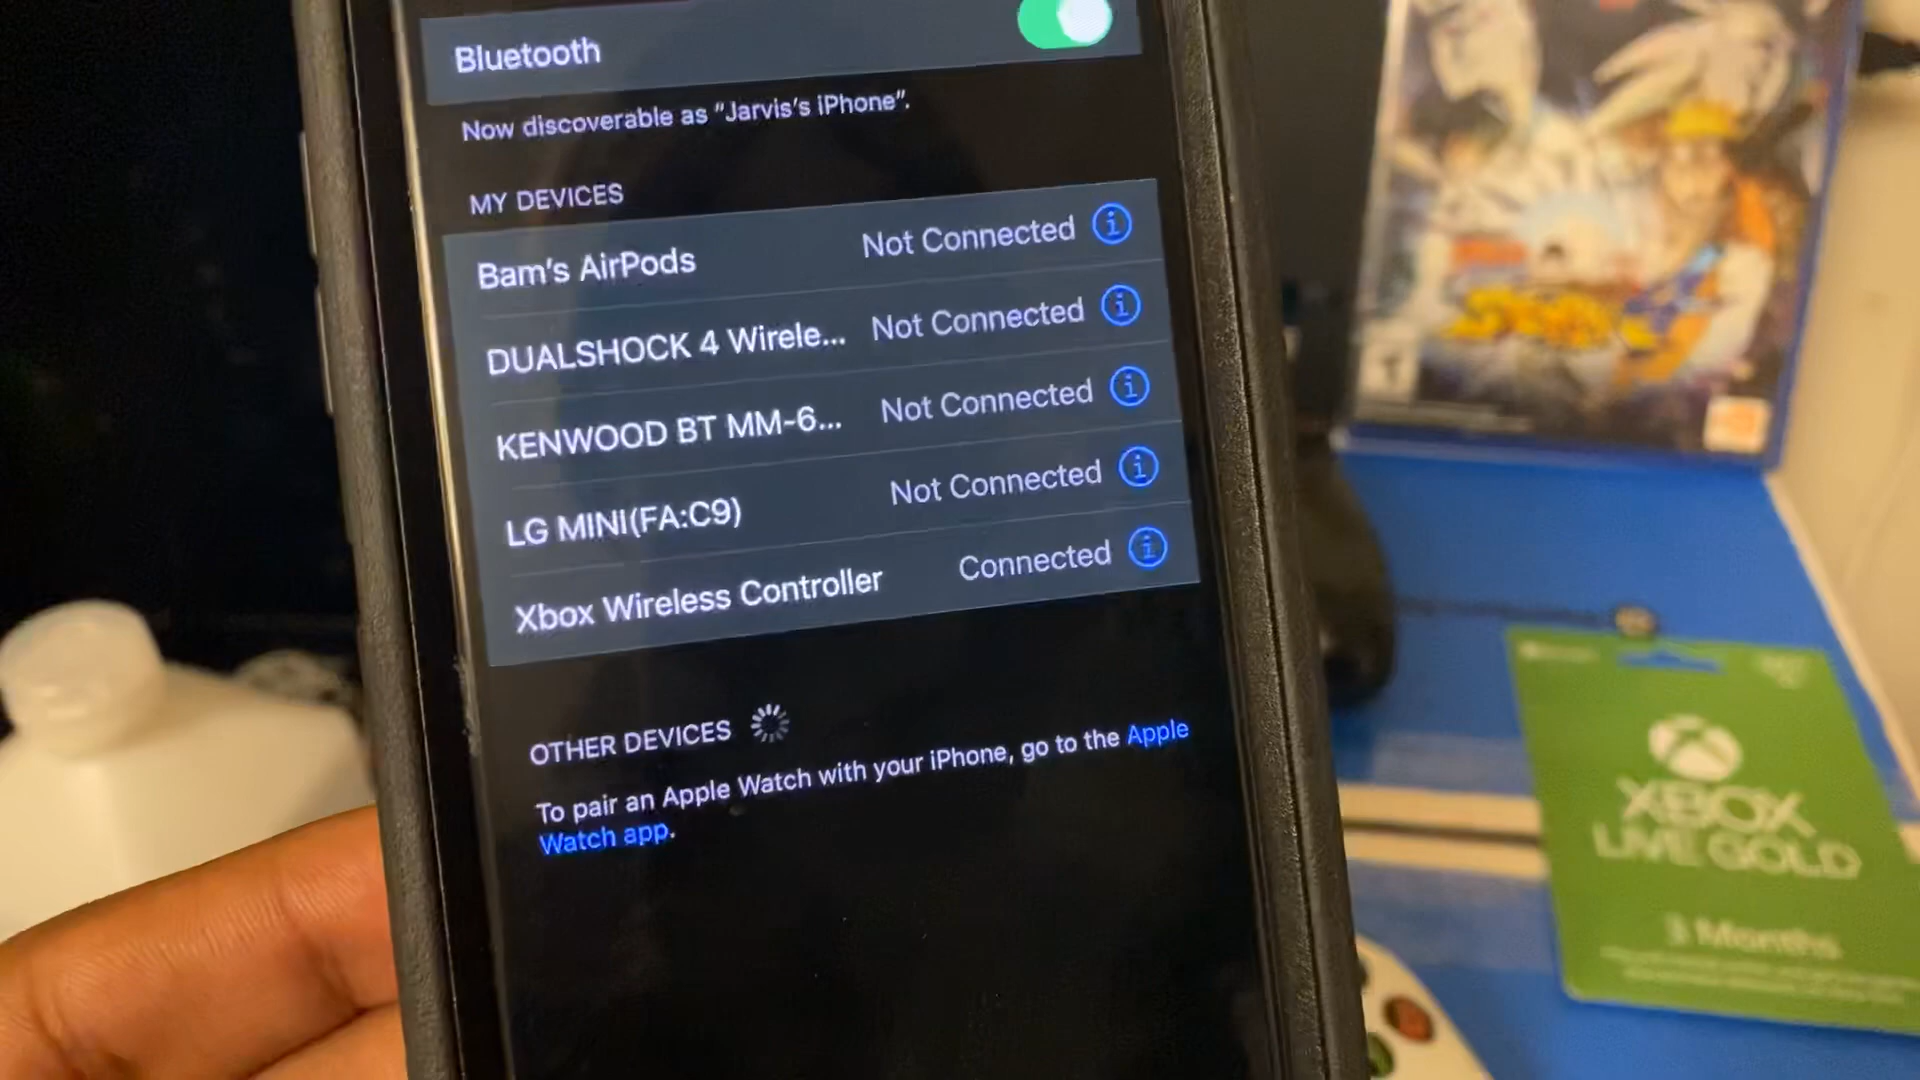 Bluetooth
Now discoverable as "Jarvis's iPhone".
MY DEVICES
Bam's AirPods Not Connected
DUALSHOCK 4 Wirele... Not Connected
KENWOOD BT MM-6... Not Connected
LG MINI(FA:C9) Not Connected
Xbox Wireless Controller Connected
OTHER DEVICES
To pair an Apple Watch with your iPhone, go to the Apple
Watch app.
XBOX
LIVE GOLD
3 Months